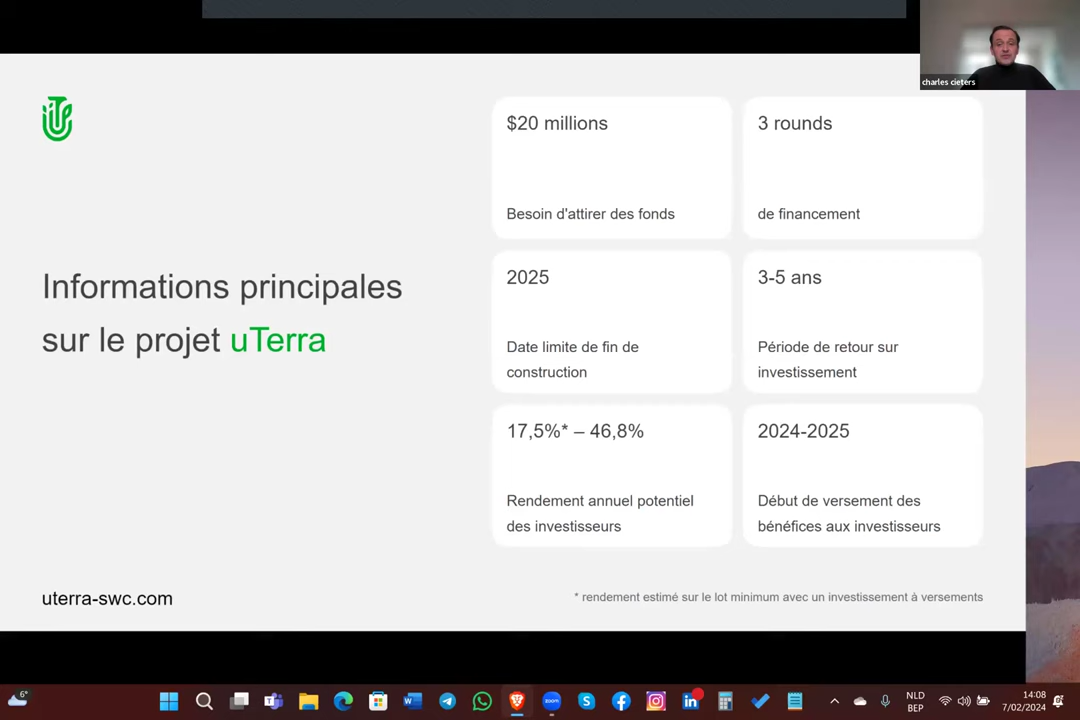 charles cieters
$20 millions
Besoin d'attirer des fonds
3 rounds
de financement
Informations principales
sur le projet uTerra
2025
Date limite de fin de
construction
3-5 ans
Période de retour sur
investissement
17,5%* – 46,8%
Rendement annuel potentiel
des investisseurs
2024-2025
Début de versement des
bénéfices aux investisseurs
uterra-swc.com
* rendement estimé sur le lot minimum avec un investissement à versements
6°
NLD
BEP
14:08
7/02/2024